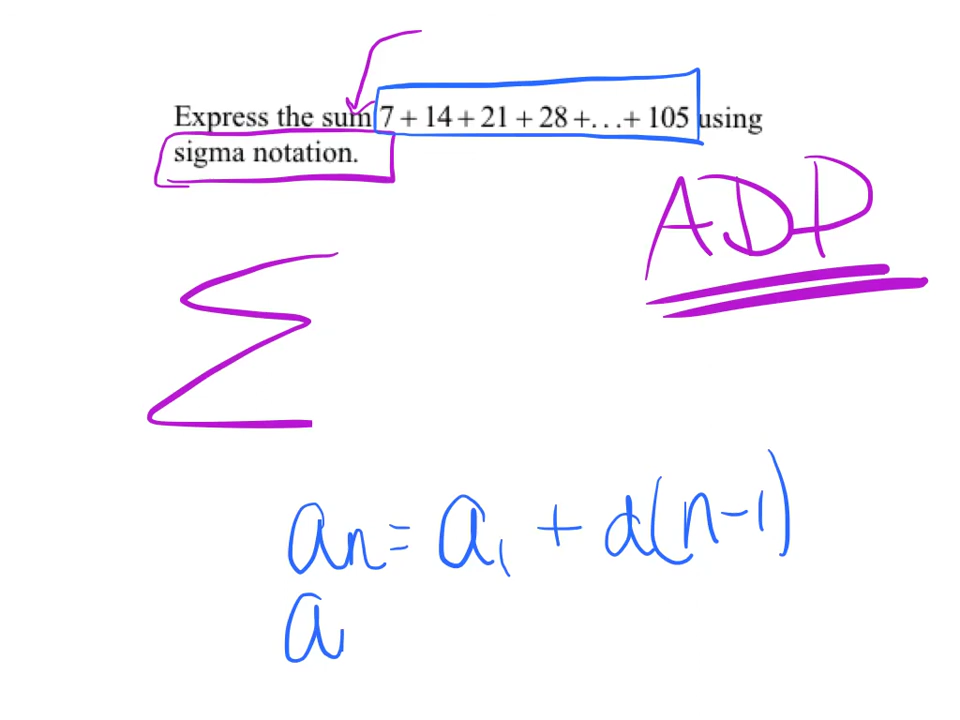 Express the sum 7 + 14 + 21 + 28 +...+ 105 using
sigma notation.
ADP
Σ
an = a1 + d(n-1)
a